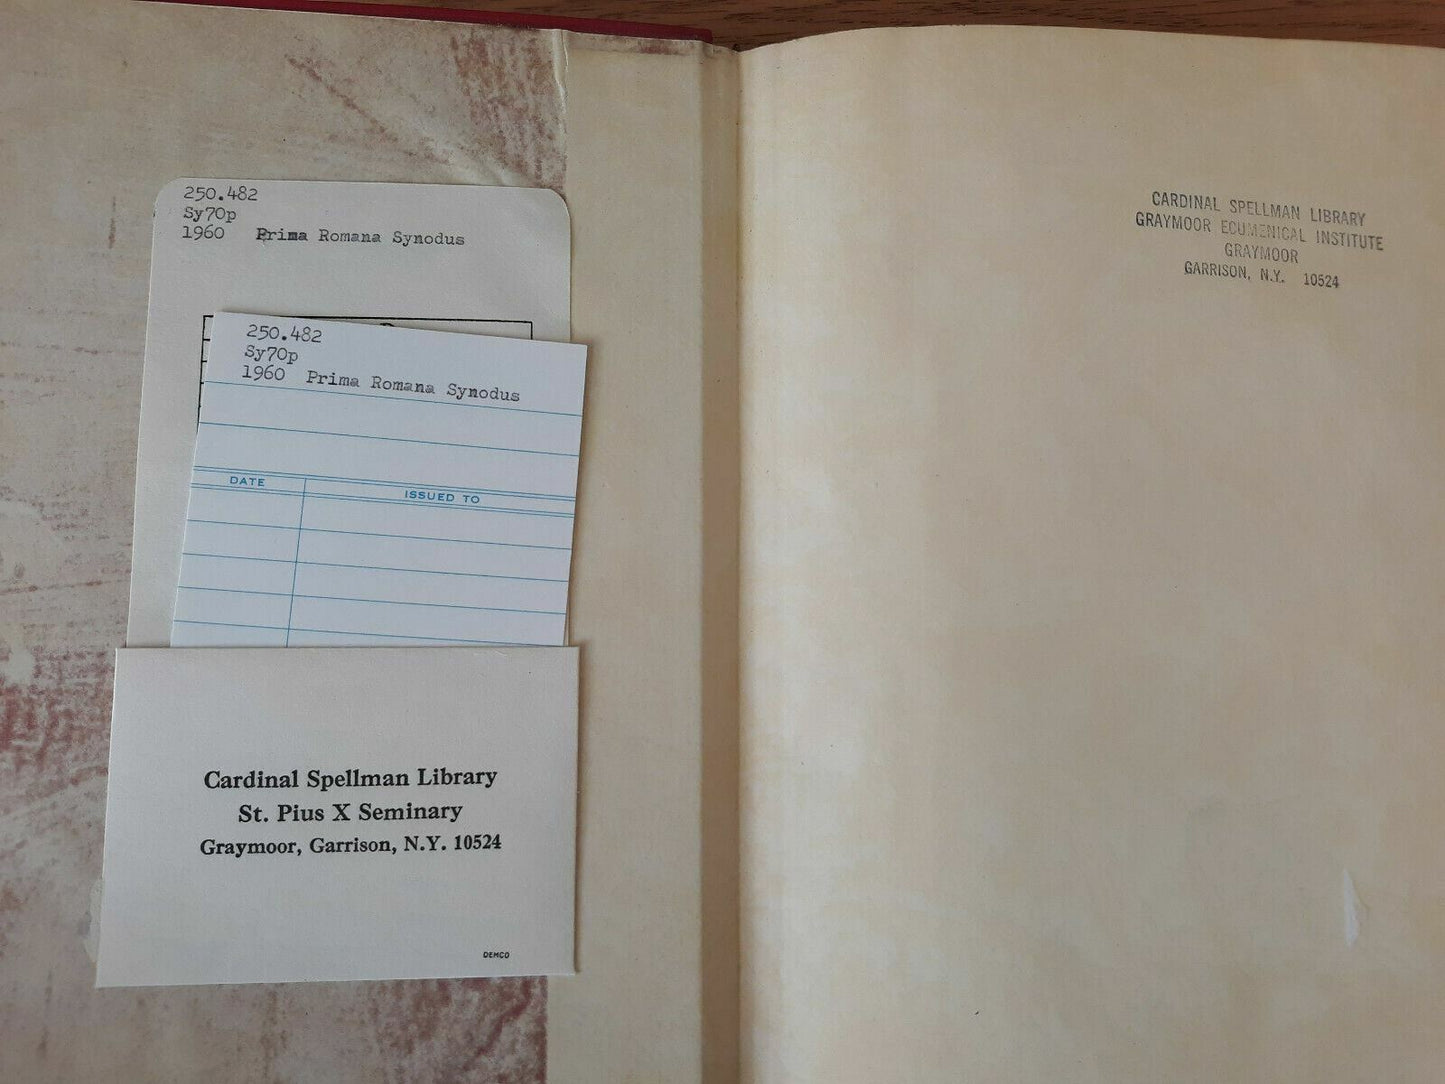 250.482
Sy70p
1960 Prima Romana Synodus
250.482
Sy70p
1960 Prima Romana Synodus
DATE ISSUED TO
Cardinal Spellman Library
St. Pius X Seminary
Graymoor, Garrison, N.Y. 10524
DEMCO
CARDINAL SPELLMAN LIBRARY
GRAYMOOR ECUMENICAL INSTITUTE
GRAYMOOR
GARRISON, N.Y. 10524